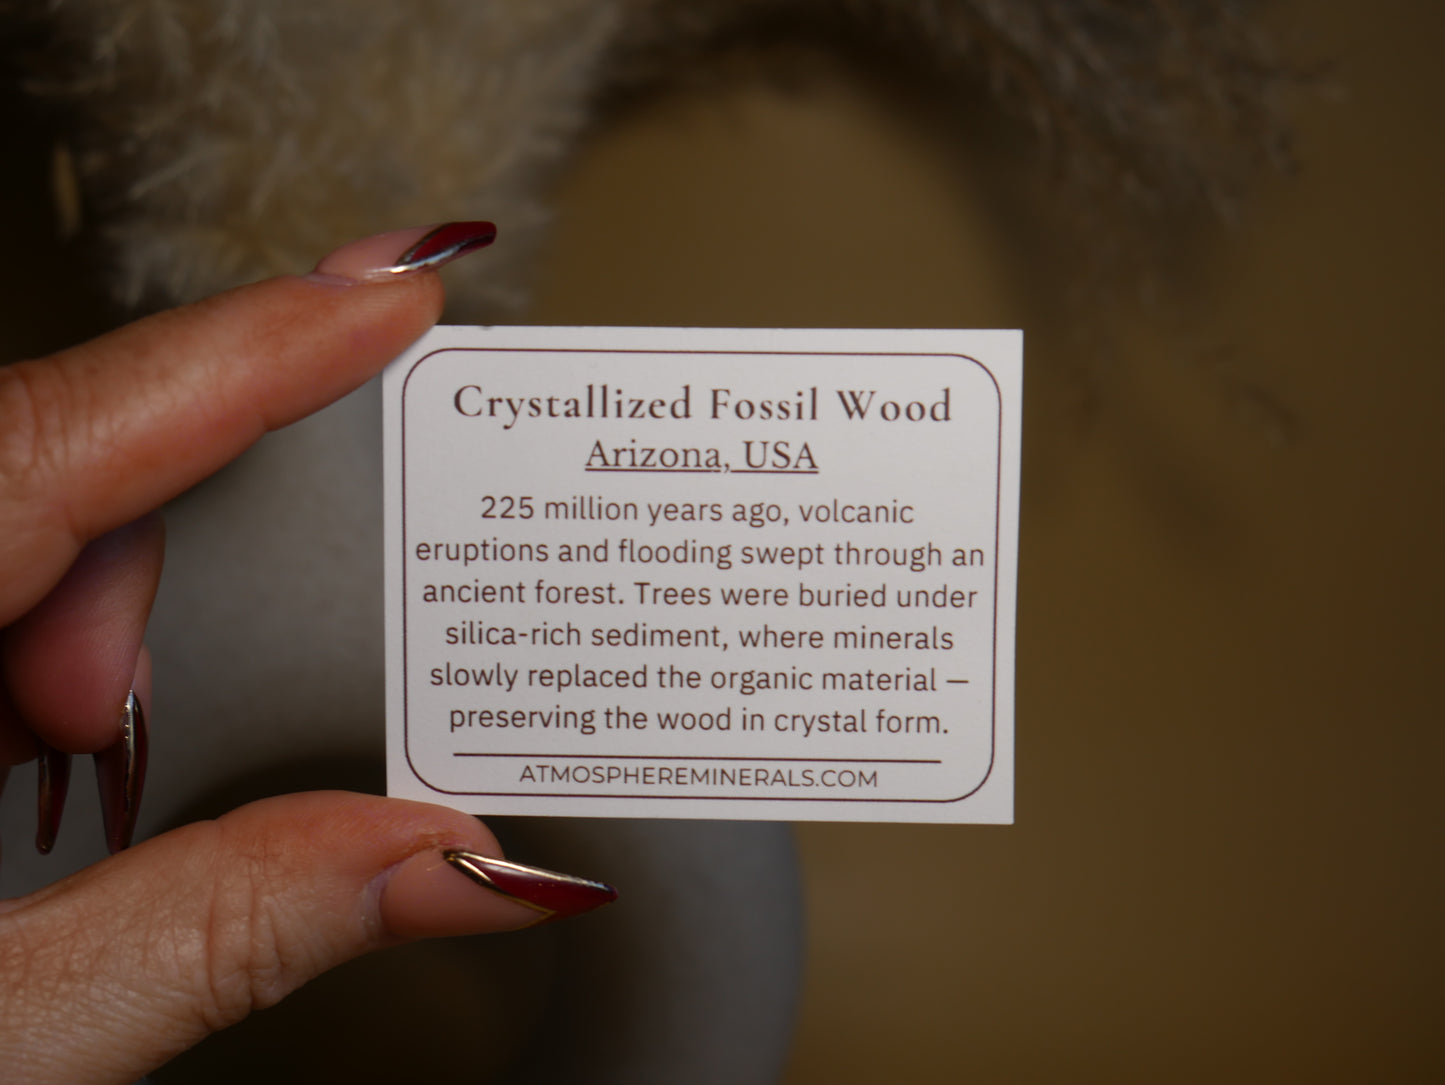 Crystallized Fossil Wood
Arizona, USA
225 million years ago, volcanic
eruptions and flooding swept through an
ancient forest. Trees were buried under
silica-rich sediment, where minerals
slowly replaced the organic material —
preserving the wood in crystal form.
ATMOSPHEREMINERALS.COM